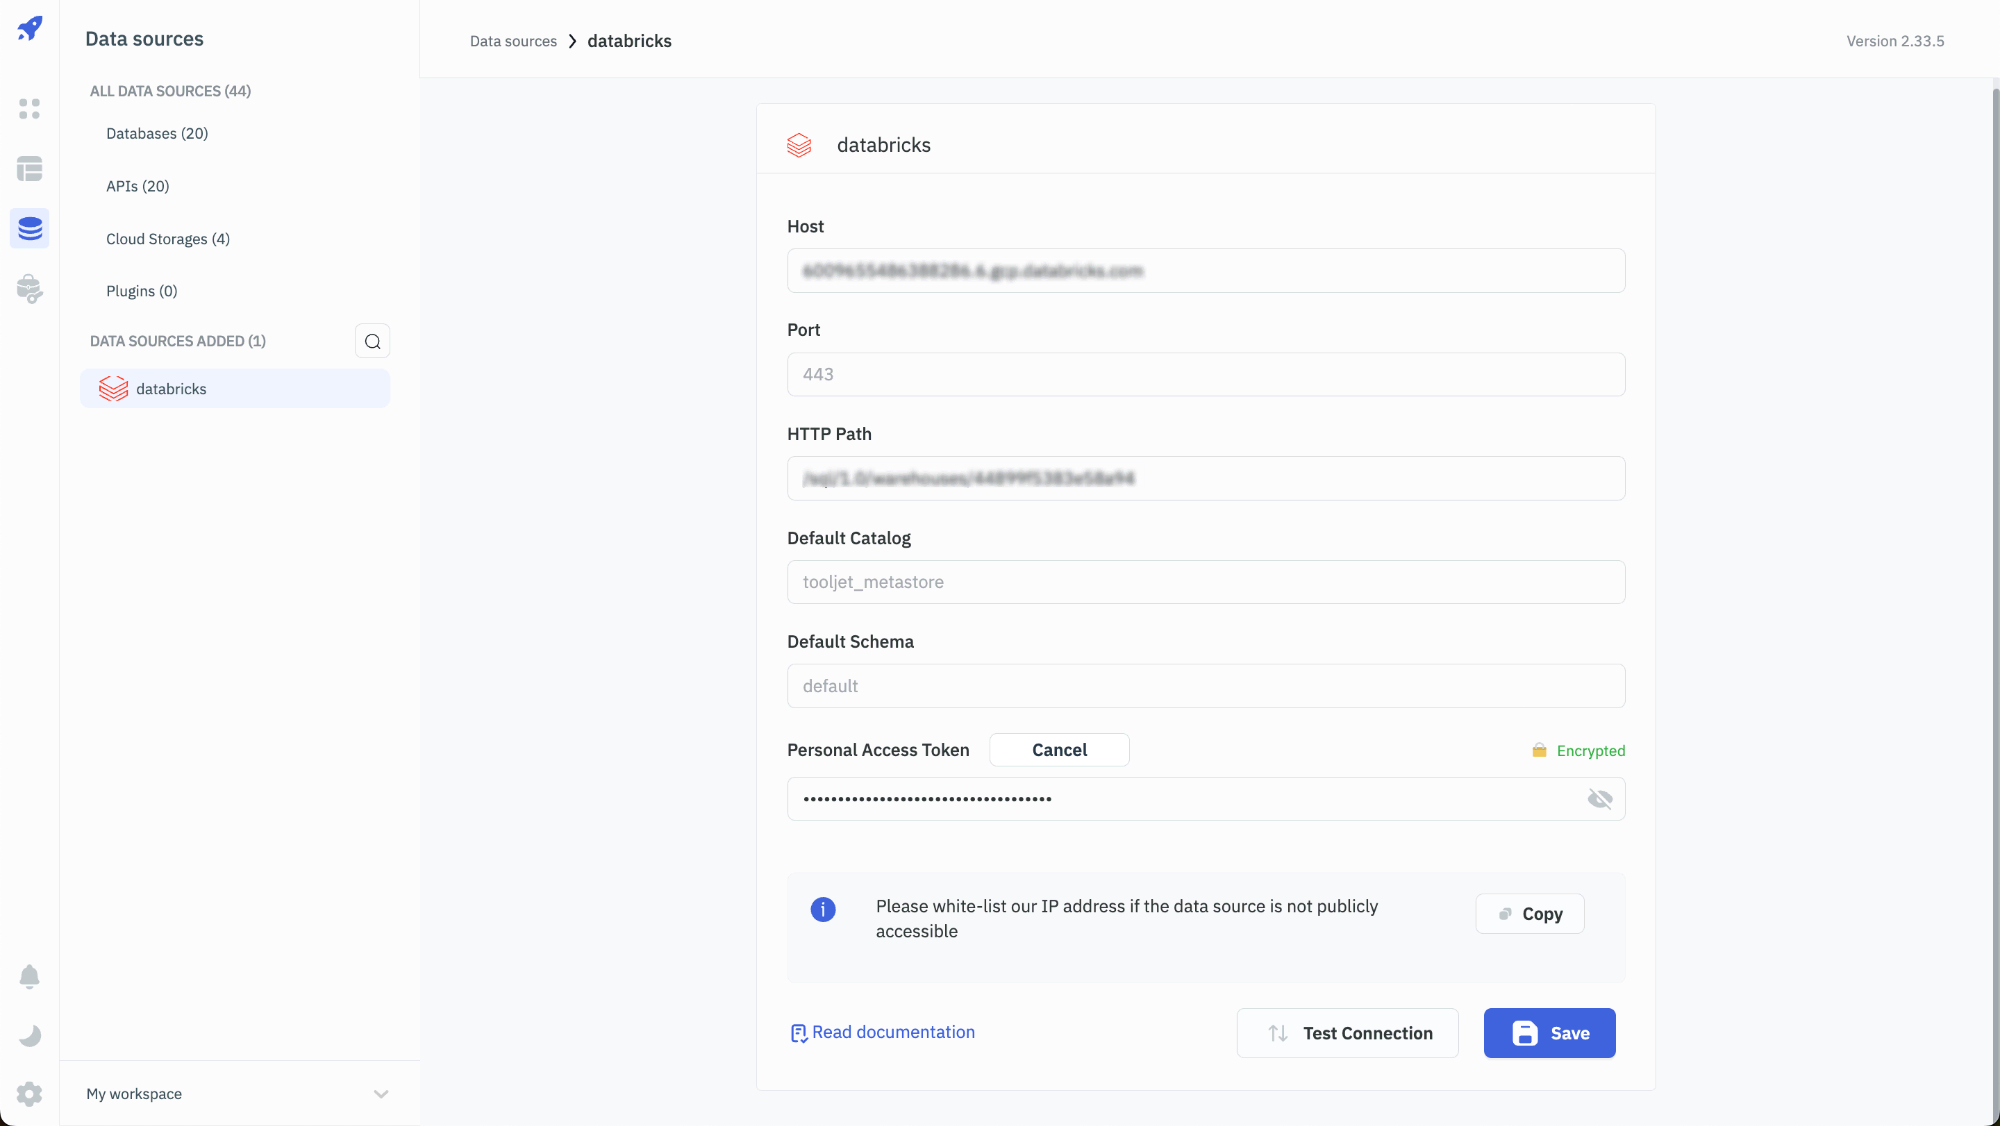 Data sources
ALL DATA SOURCES (44)
Databases (20)
APIs (20)
Cloud Storages (4)
Plugins (0)
DATA SOURCES ADDED (1)
databricks
My workspace
Data sources > databricks
Version 2.33.5
databricks
Host
Port
443
HTTP Path
Default Catalog
tooljet_metastore
Default Schema
default
Personal Access Token
Cancel
Encrypted
Please white-list our IP address if the data source is not publicly
accessible
Copy
Read documentation
Test Connection
Save